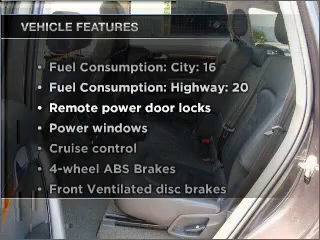 VEHICLE FEATURES
• Fuel Consumption: City: 16
• Fuel Consumption: Highway: 20
• Remote power door locks
• Power windows
• Cruise control
• 4-wheel ABS Brakes
• Front Ventilated disc brakes